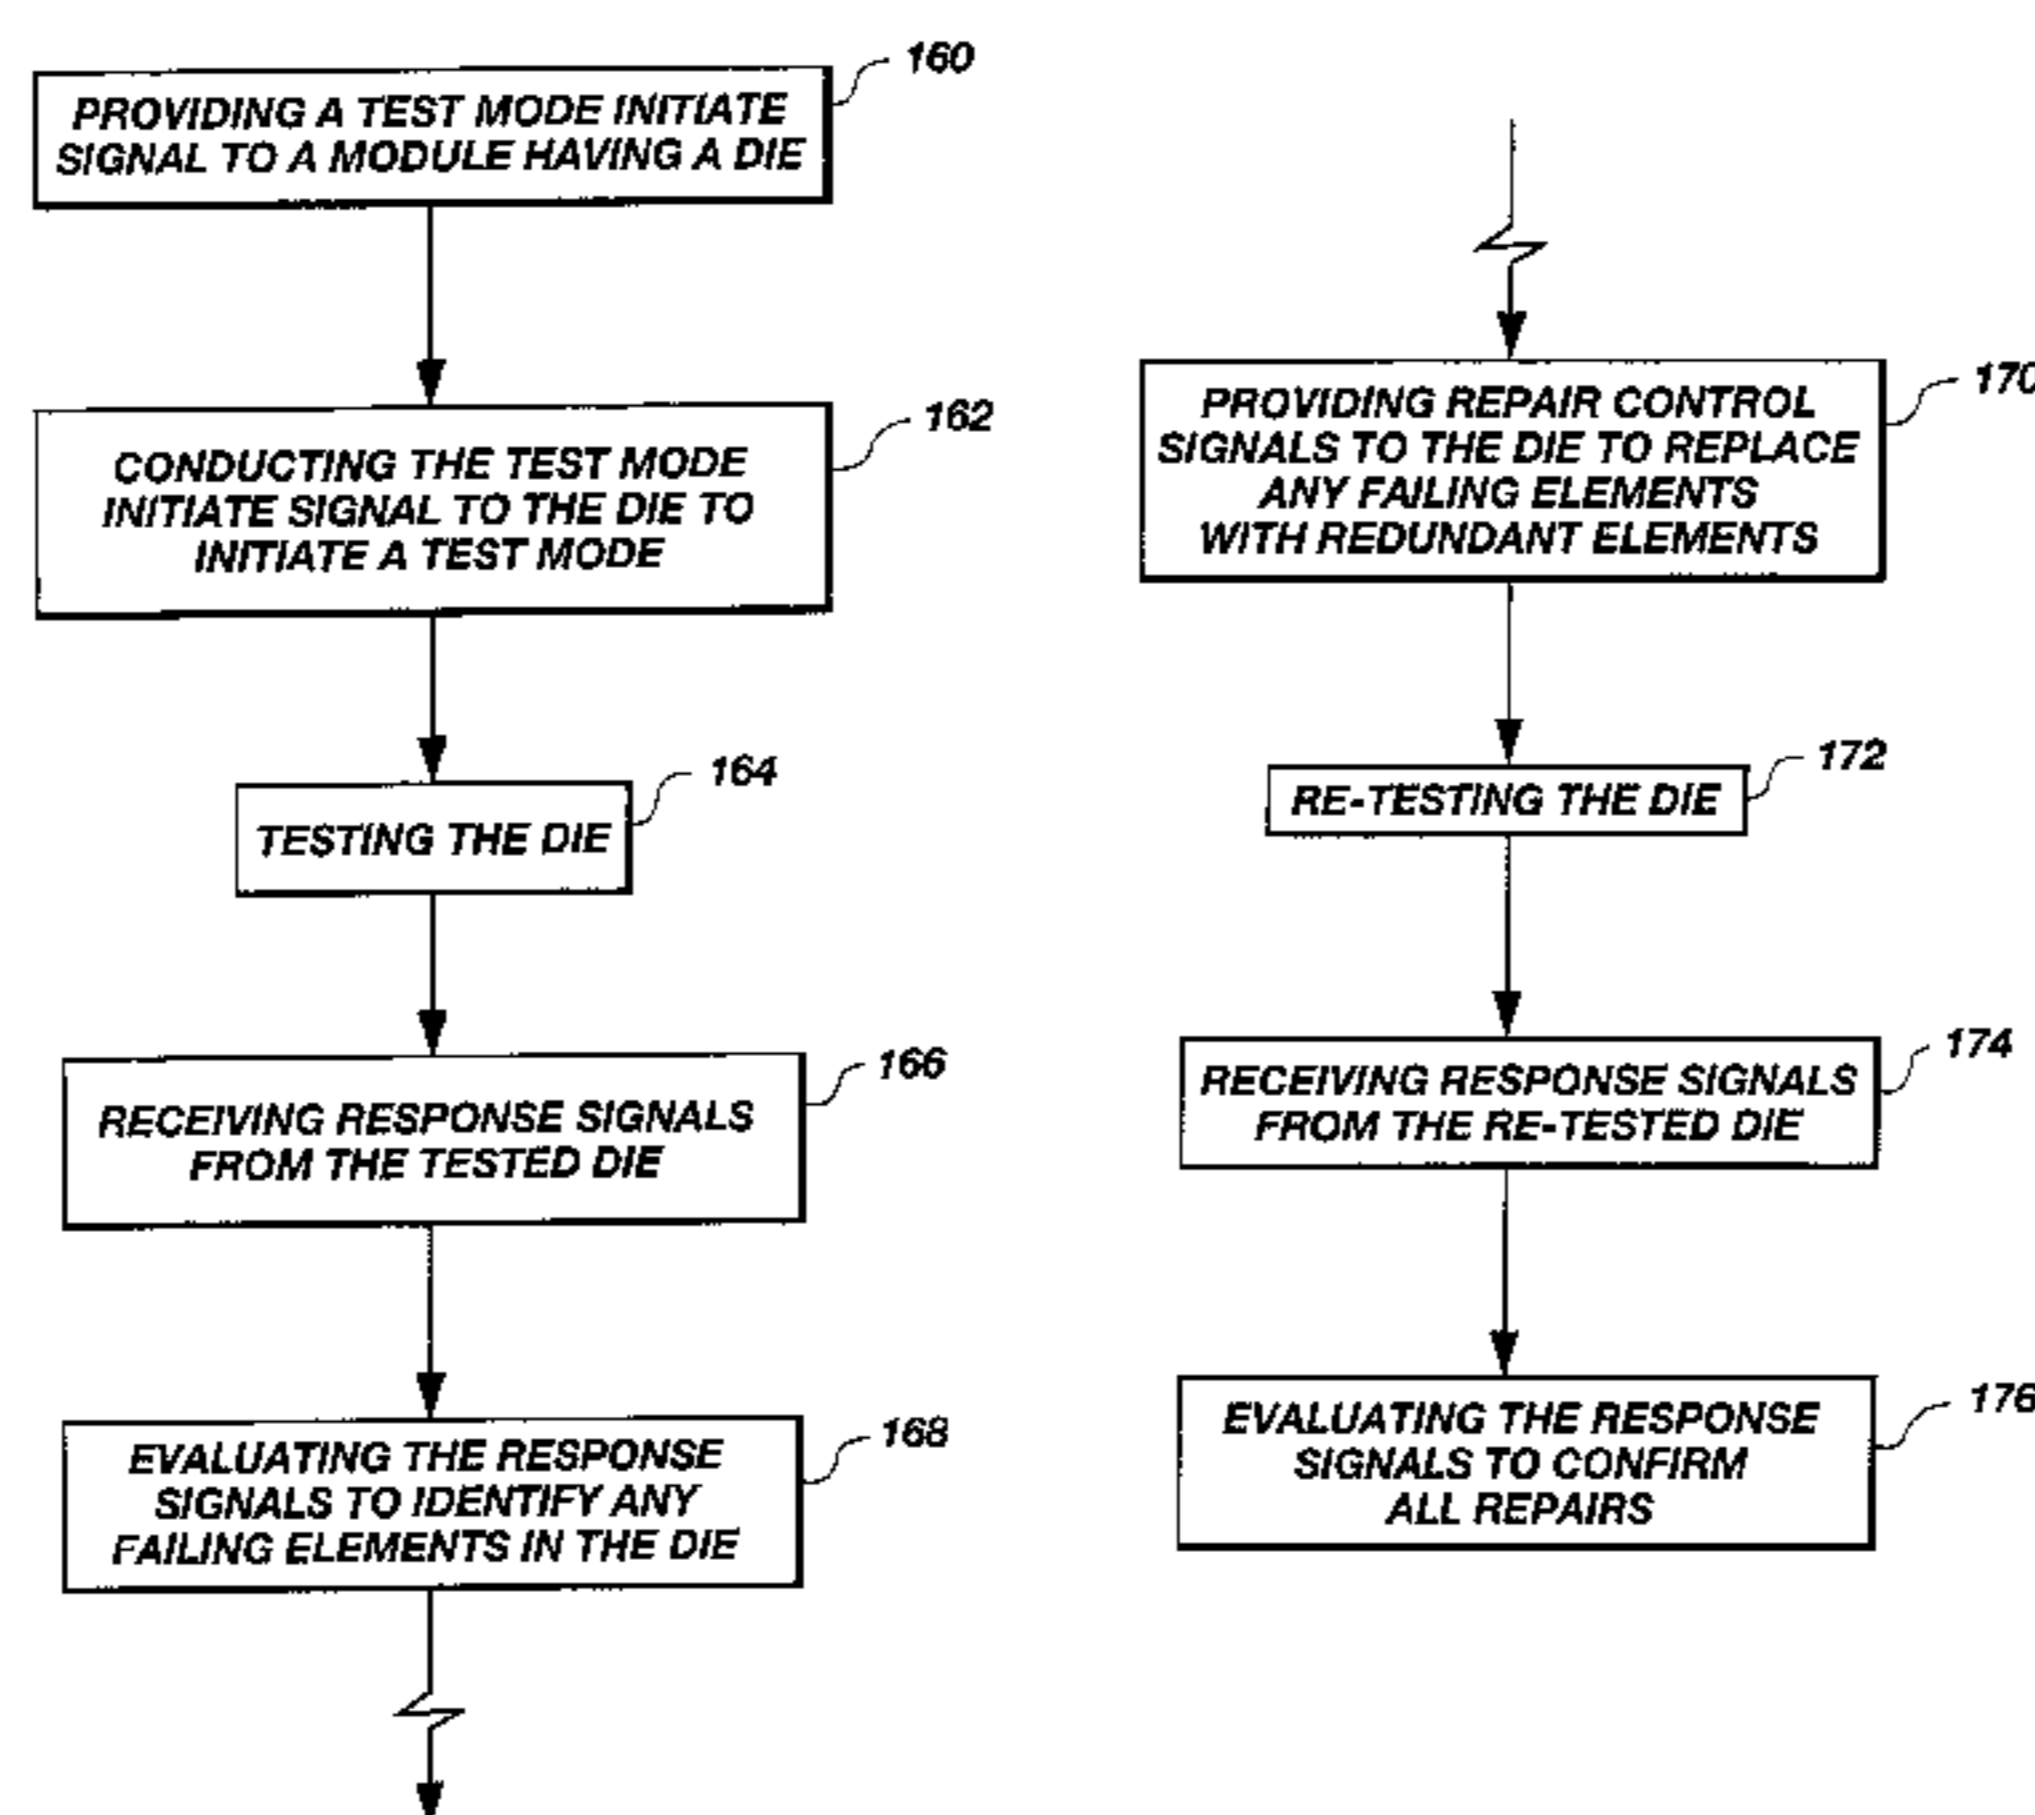 160
PROVIDING A TEST MODE INITIATE
SIGNAL TO A MODULE HAVING A DIE
162
CONDUCTING THE TEST MODE
INITIATE SIGNAL TO THE DIE TO
INITIATE A TEST MODE
164
TESTING THE DIE
166
RECEIVING RESPONSE SIGNALS
FROM THE TESTED DIE
168
EVALUATING THE RESPONSE
SIGNALS TO IDENTIFY ANY
FAILING ELEMENTS IN THE DIE
170
PROVIDING REPAIR CONTROL
SIGNALS TO THE DIE TO REPLACE
ANY FAILING ELEMENTS
WITH REDUNDANT ELEMENTS
172
RE-TESTING THE DIE
174
RECEIVING RESPONSE SIGNALS
FROM THE RE-TESTED DIE
176
EVALUATING THE RESPONSE
SIGNALS TO CONFIRM
ALL REPAIRS